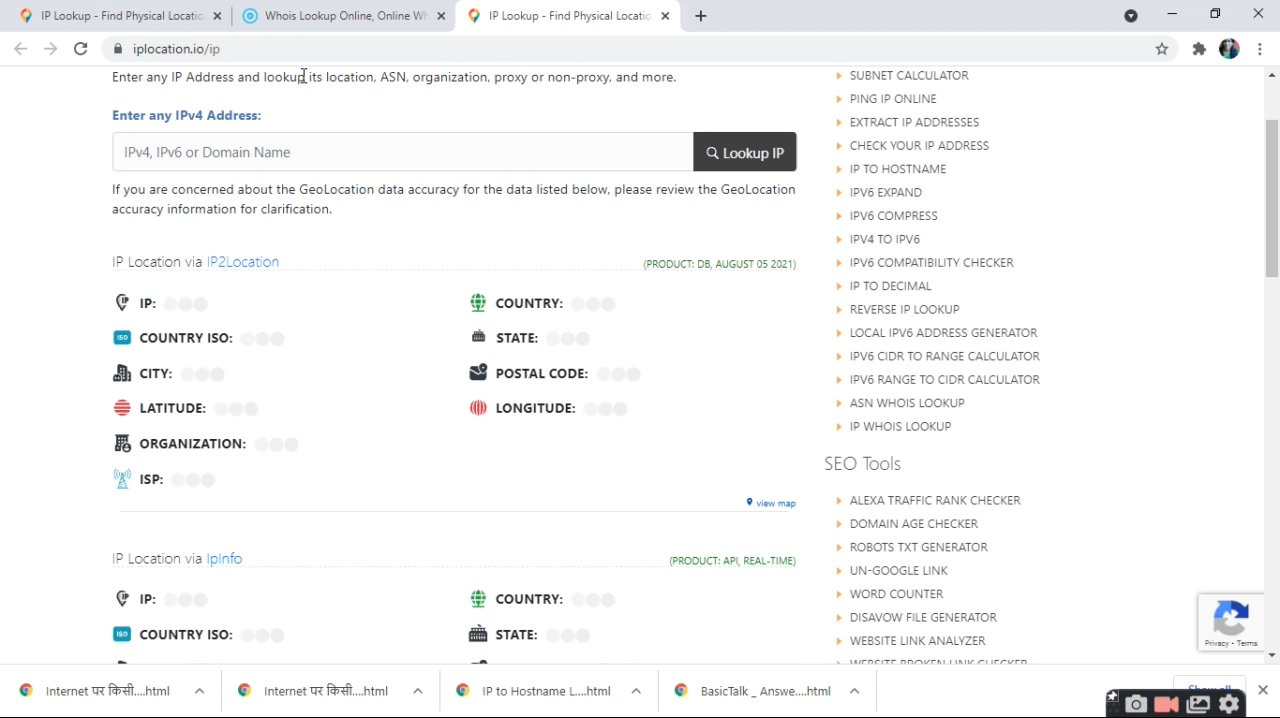 IP Lookup - Find Physical Locatio
Whois Lookup Online, Online Wh
IP Lookup - Find Physical Locatio
iplocation.io/ip
Enter any IP Address and lookup its location, ASN, organization, proxy or non-proxy, and more.
Enter any IPv4 Address:
IPv4, IPv6 or Domain Name
Lookup IP
If you are concerned about the GeoLocation data accuracy for the data listed below, please review the GeoLocation
accuracy information for clarification.
IP Location via IP2Location
(PRODUCT: DB, AUGUST 05 2021)
IP:
COUNTRY:
ISO COUNTRY ISO:
STATE:
CITY:
POSTAL CODE:
LATITUDE:
LONGITUDE:
ORGANIZATION:
ISP:
view map
IP Location via IpInfo
(PRODUCT: API, REAL-TIME)
IP:
COUNTRY:
ISO COUNTRY ISO:
STATE:
SUBNET CALCULATOR
PING IP ONLINE
EXTRACT IP ADDRESSES
CHECK YOUR IP ADDRESS
IP TO HOSTNAME
IPV6 EXPAND
IPV6 COMPRESS
IPV4 TO IPV6
IPV6 COMPATIBILITY CHECKER
IP TO DECIMAL
REVERSE IP LOOKUP
LOCAL IPV6 ADDRESS GENERATOR
IPV6 CIDR TO RANGE CALCULATOR
IPV6 RANGE TO CIDR CALCULATOR
ASN WHOIS LOOKUP
IP WHOIS LOOKUP
SEO Tools
ALEXA TRAFFIC RANK CHECKER
DOMAIN AGE CHECKER
ROBOTS TXT GENERATOR
UN-GOOGLE LINK
WORD COUNTER
DISAVOW FILE GENERATOR
WEBSITE LINK ANALYZER
WEBSITE BROKEN LINK CHECKER
Privacy - Terms
Internet पर किसी....html
Internet पर किसी....html
IP to Hostname L....html
BasicTalk _ Answe....html
Show all